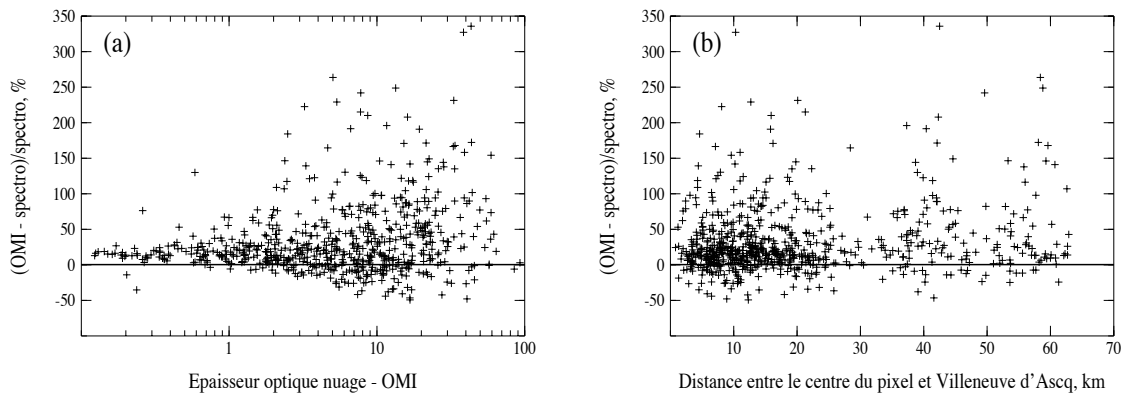 (a)
((OMI - spectro)/spectro, %
350
300
250
200
150
100
50
0
-50
1 10 100
Epaisseur optique nuage - OMI
(b)
((OMI - spectro)/spectro, %
350
300
250
200
150
100
50
0
-50
10 20 30 40 50 60 70
Distance entre le centre du pixel et Villeneuve d'Ascq, km